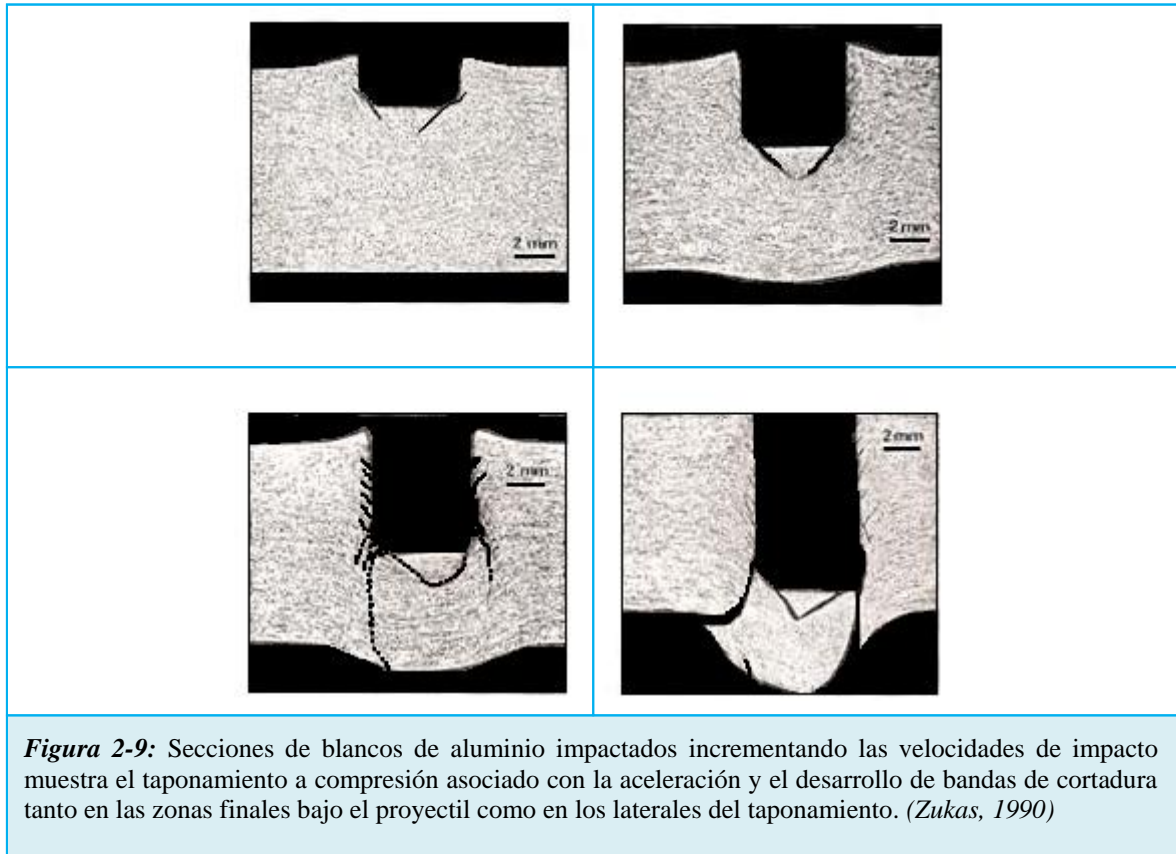 2 mm
2 mm
2 mm
2 mm
Figura 2-9: Secciones de blancos de aluminio impactados incrementando las velocidades de impacto
muestra el taponamiento a compresión asociado con la aceleración y el desarrollo de bandas de cortadura
tanto en las zonas finales bajo el proyectil como en los laterales del taponamiento. (Zukas, 1990)